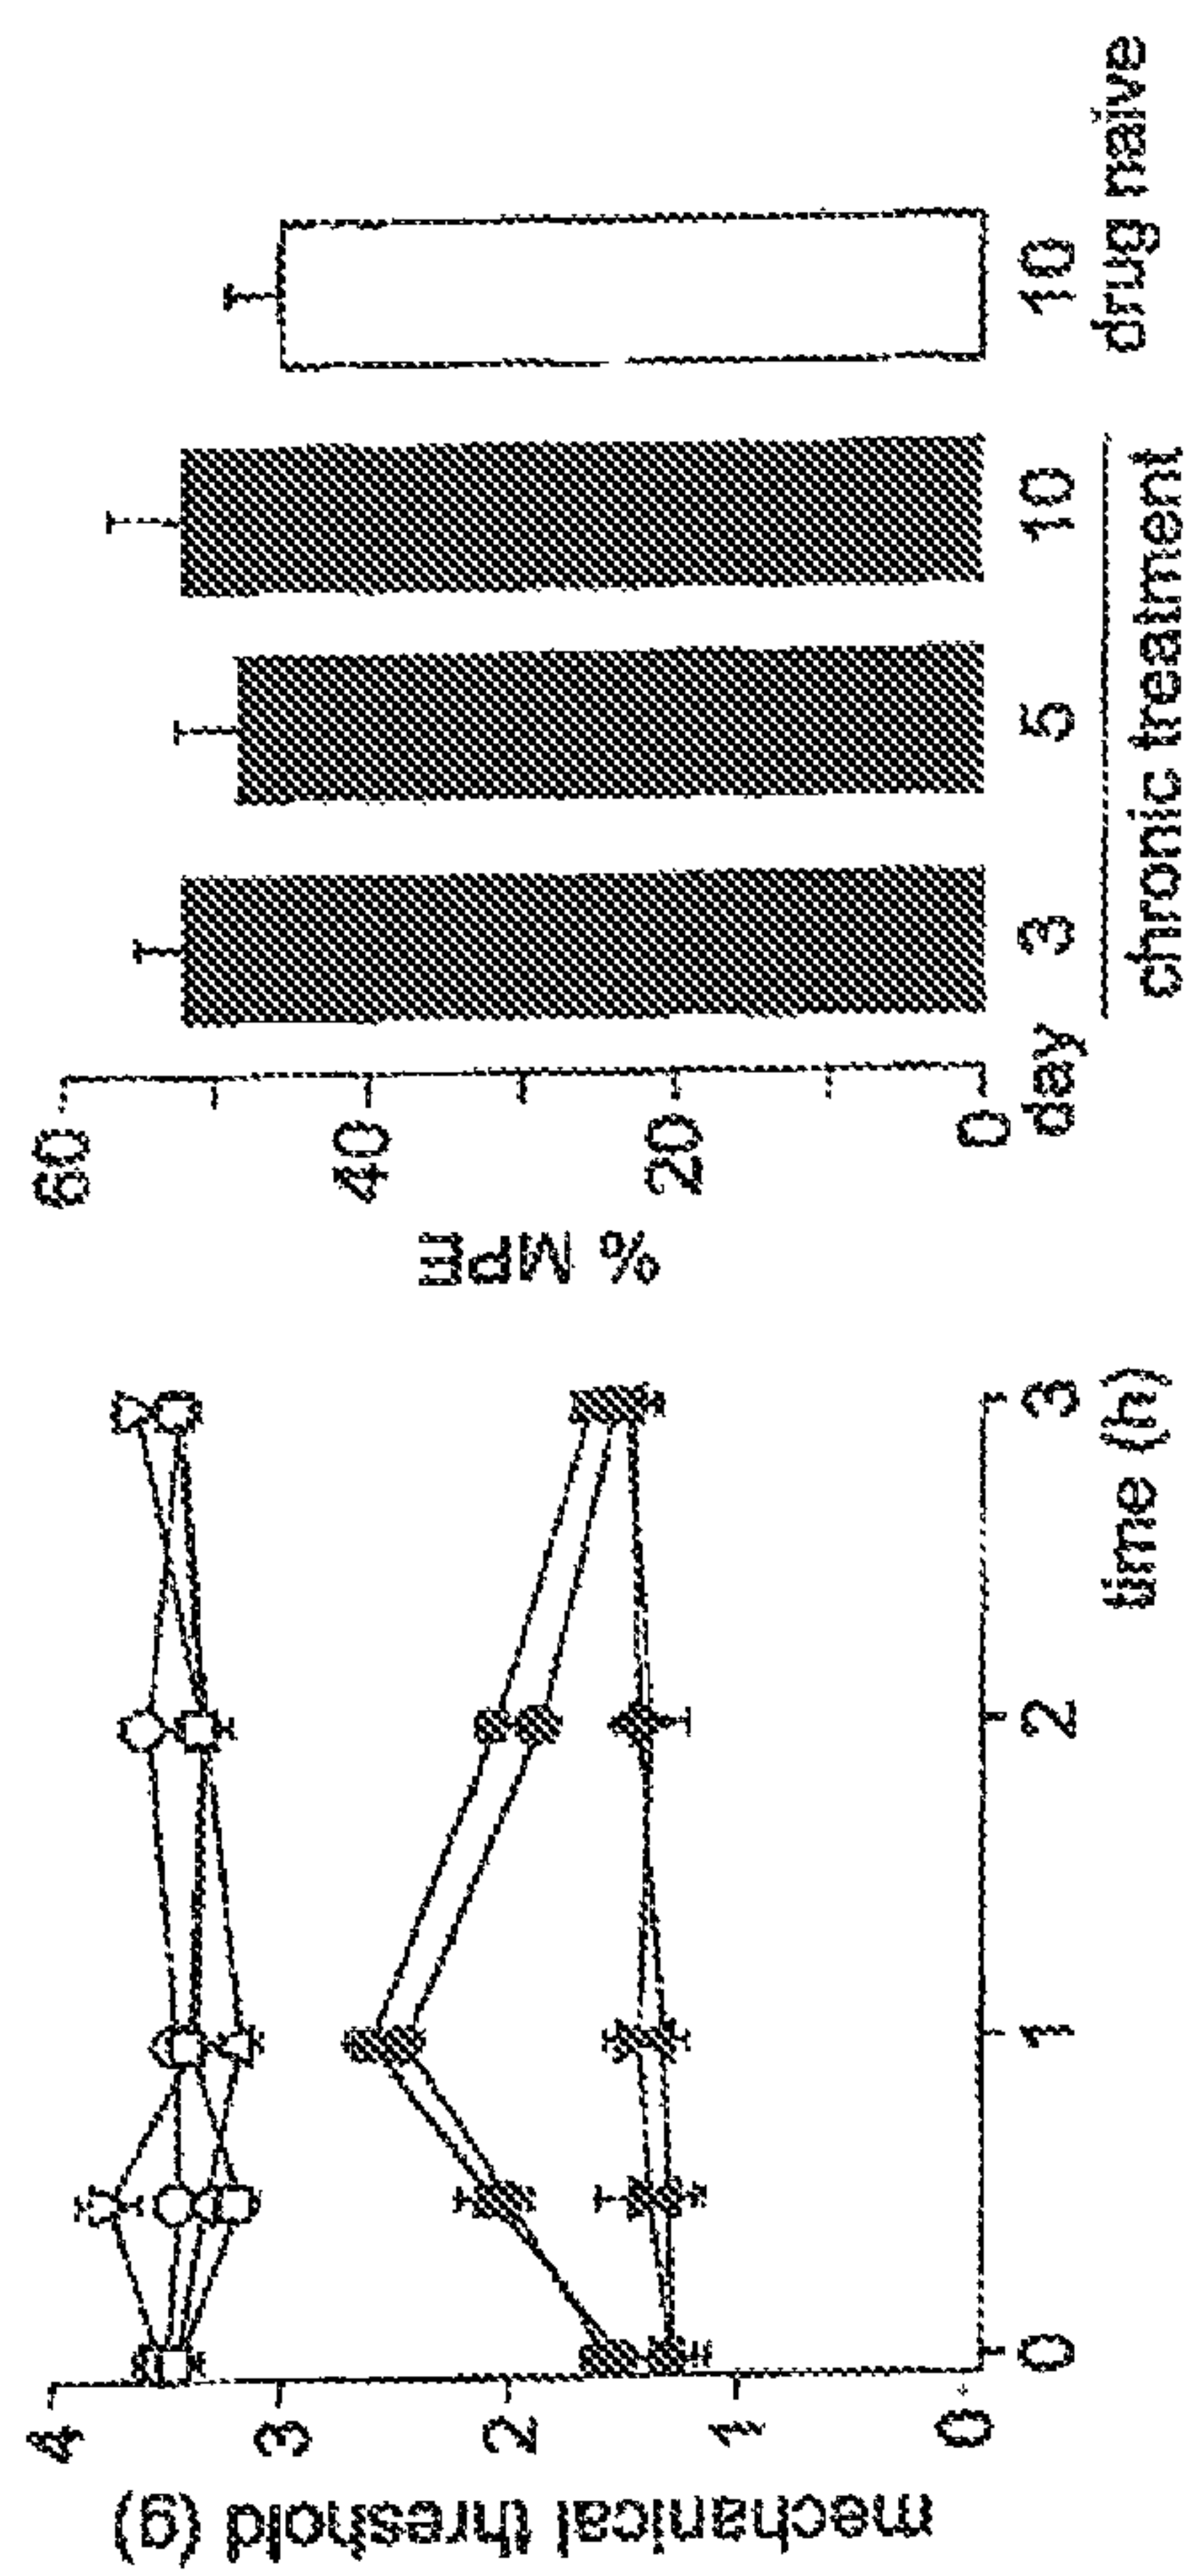 mechanical threshold (g)
4
3
2
1
0
0 1 2 3
time (h)
% MPE
60
40
20
0
day 3 5 10 10
chronic treatment
drug naïve